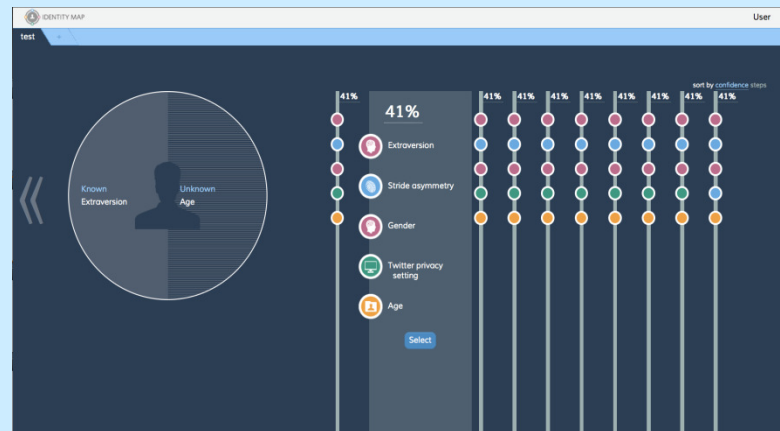 IDENTITY MAP
User
test
+
sort by confidence steps
41%
41%
41%
41%
41%
41%
41%
41%
41%
41%
Extraversion
Stride asymmetry
Gender
Twitter privacy
setting
Age
Select
Known
Extraversion
Unknown
Age